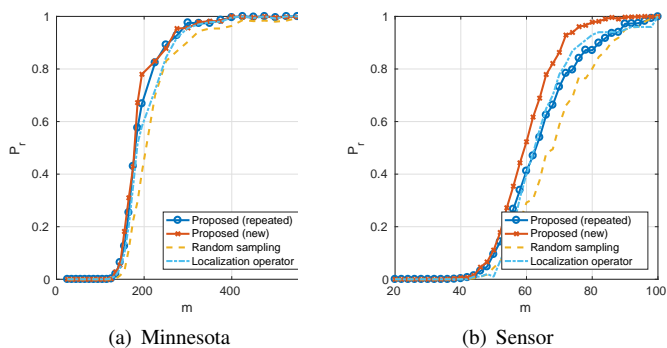 1
0.8
0.6
0.4
0.2
0
P_r
0 200 400
m
Proposed (repeated)
Proposed (new)
Random sampling
Localization operator
(a) Minnesota
1
0.8
0.6
0.4
0.2
0
P_r
20 40 60 80 100
m
Proposed (repeated)
Proposed (new)
Random sampling
Localization operator
(b) Sensor